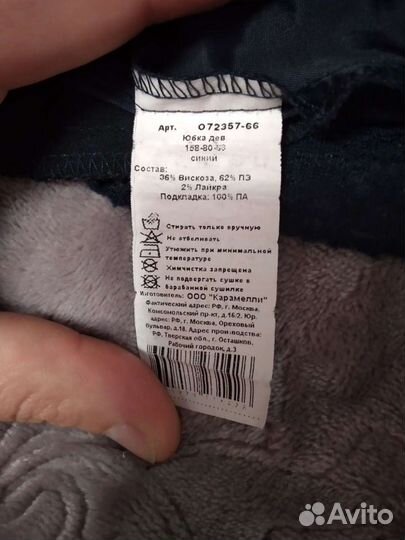 Арт. 072357-66
Юбка дев
158-80-63
синий
Состав:
36% Вискоза, 62% ПЭ
2% Лайкра
Подкладка: 100% ПА
Стирать только вручную
Не отбеливать
Утюжить при минимальной
температуре
Химчистка запрещена
Не подвергать сушке в
барабанной сушилке
Изготовитель: ООО "Карамелли"
Фактический адрес: РФ, г. Москва,
Комсомольский пр-кт, д.16/2, Юр.
адрес: РФ, г. Москва, Ореховый
бульвар, д.18. Адрес производства:
РФ, Тверская обл., г. Осташков,
Рабочий городок, д.3
Avito